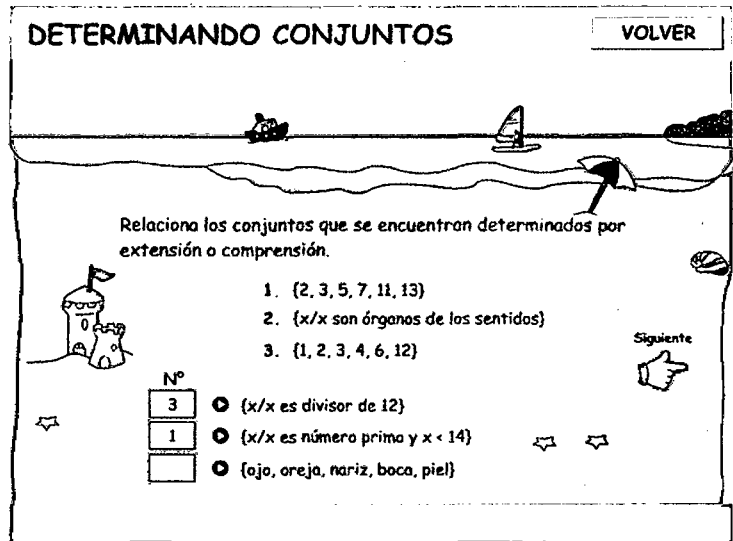 DETERMINANDO CONJUNTOS
VOLVER
Relaciona los conjuntos que se encuentran determinados por
extensión o comprensión.
1. {2, 3, 5, 7, 11, 13}
2. {x/x son órganos de los sentidos}
3. {1, 2, 3, 4, 6, 12}
Siguiente
Nº
3 {x/x es divisor de 12}
1 {x/x es número primo y x < 14}
{ojo, oreja, nariz, boca, piel}